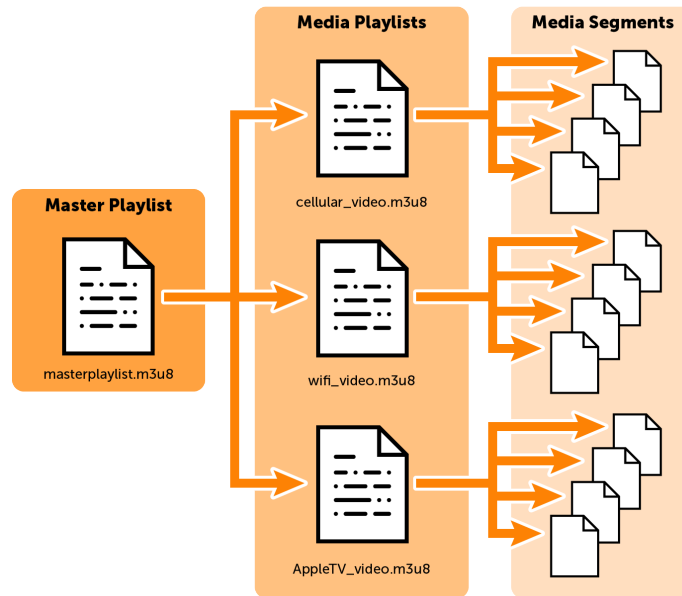 Media Playlists
Media Segments
cellular_video.m3u8
Master Playlist
masterplaylist.m3u8
wifi_video.m3u8
AppleTV_video.m3u8